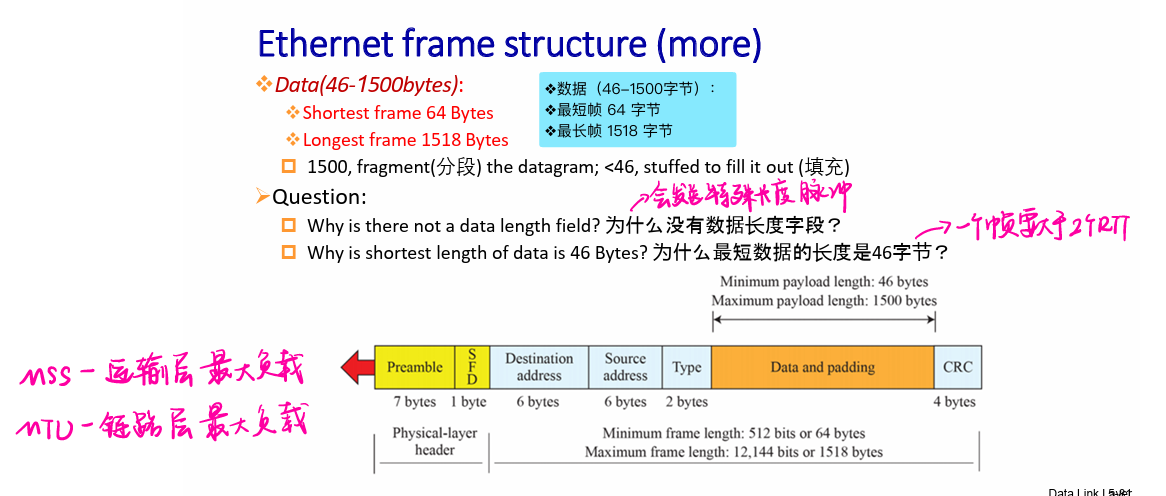 Ethernet frame structure (more)
❖Data(46-1500bytes):
❖Shortest frame 64 Bytes
❖Longest frame 1518 Bytes
❖数据（46-1500字节）:
❖最短帧 64 字节
❖最长帧 1518 字节
1500, fragment(分段) the datagram; <46, stuffed to fill it out (填充)
➢Question:
→会发送特殊长度脉冲
Why is there not a data length field? 为什么没有数据长度字段？
→一个帧要大于2个RTT
Why is shortest length of data is 46 Bytes? 为什么最短数据的长度是46字节？
Minimum payload length: 46 bytes
Maximum payload length: 1500 bytes
MSS－运输层最大负载
MTU－链路层最大负载
Preamble
SFD
Destination address
Source address
Type
Data and padding
CRC
7 bytes
1 byte
6 bytes
6 bytes
2 bytes
4 bytes
Physical-layer header
Minimum frame length: 512 bits or 64 bytes
Maximum frame length: 12,144 bits or 1518 bytes
Data Link Layer